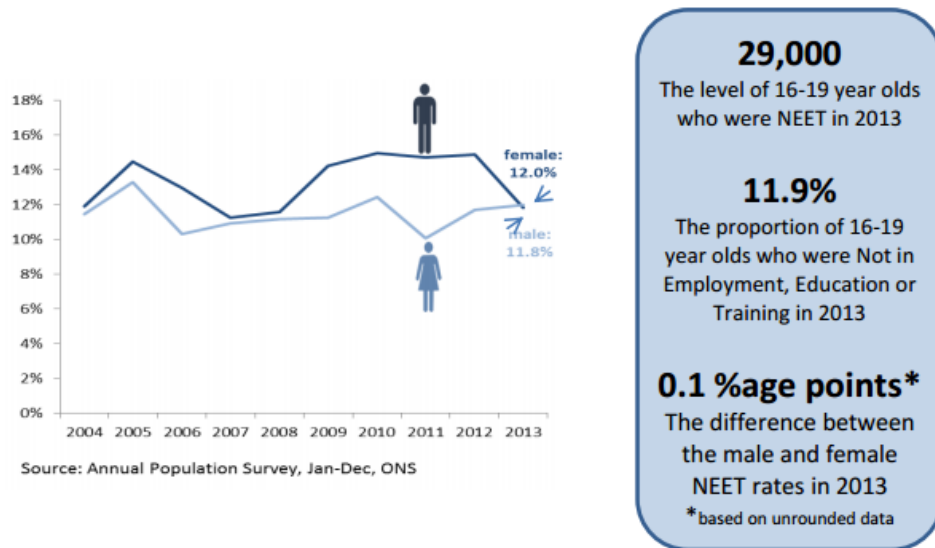 18%
16%
14%
12%
10%
8%
6%
4%
2%
0%
2004 2005 2006 2007 2008 2009 2010 2011 2012 2013
female:
12.0%
male:
11.8%
Source: Annual Population Survey, Jan-Dec, ONS
29,000
The level of 16-19 year olds
who were NEET in 2013
11.9%
The proportion of 16-19
year olds who were Not in
Employment, Education or
Training in 2013
0.1 %age points*
The difference between
the male and female
NEET rates in 2013
*based on unrounded data